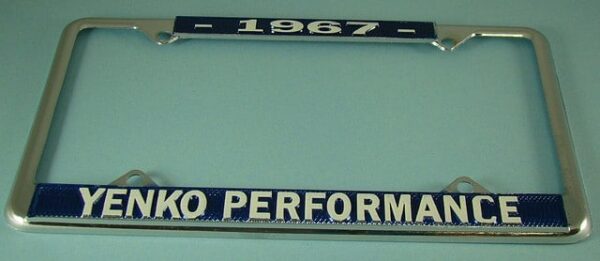 - 1967 -
YENKO PERFORMANCE